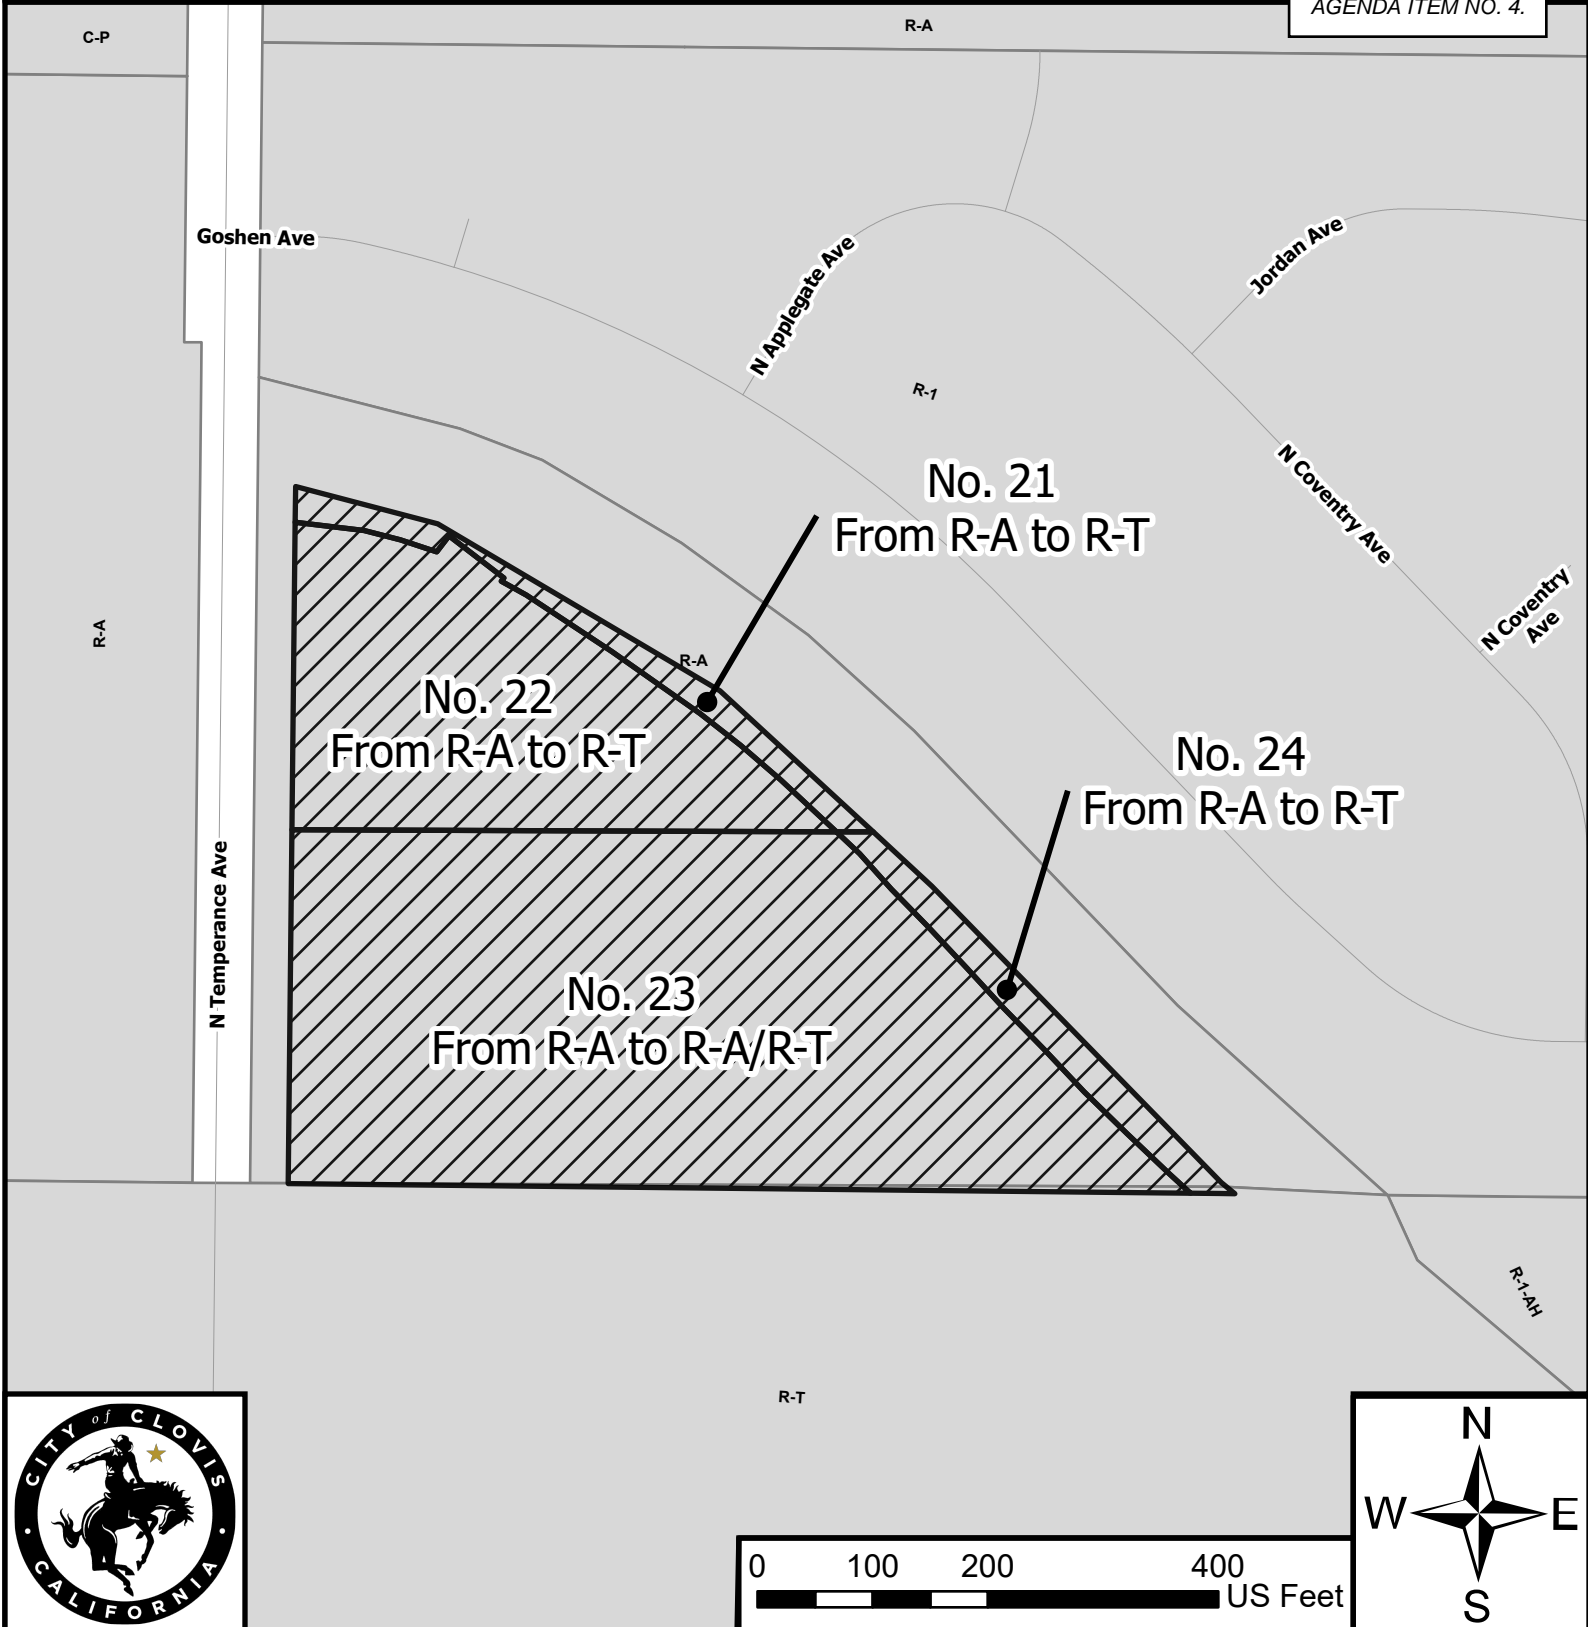 AGENDA ITEM NO. 4.
C-P
R-A
Goshen Ave
N Applegate Ave
Jordan Ave
R-1
N Coventry Ave
No. 21
From R-A to R-T
N Coventry
Ave
R-A
R-A
No. 22
From R-A to R-T
No. 24
From R-A to R-T
N Temperance Ave
No. 23
From R-A to R-A/R-T
R-1-AH
R-T
CITY of CLOVIS
CALIFORNIA
N
W
E
S
0 100 200 400
US Feet